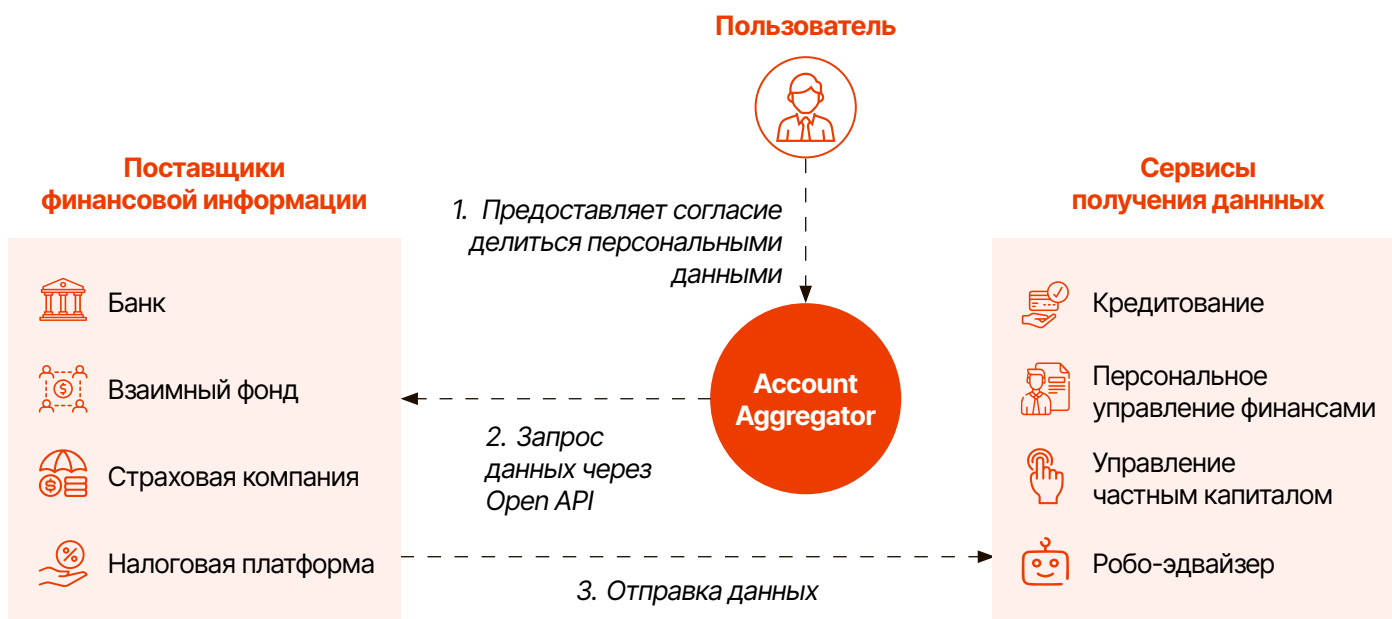 Пользователь
Поставщики
финансовой информации
Банк
Взаимный фонд
Страховая компания
Налоговая платформа
1. Предоставляет согласие
делиться персональными
данными
Account
Aggregator
2. Запрос
данных через
Open API
3. Отправка данных
Сервисы
получения даннных
Кредитование
Персональное
управление финансами
Управление
частным капиталом
Робо-эдвайзер